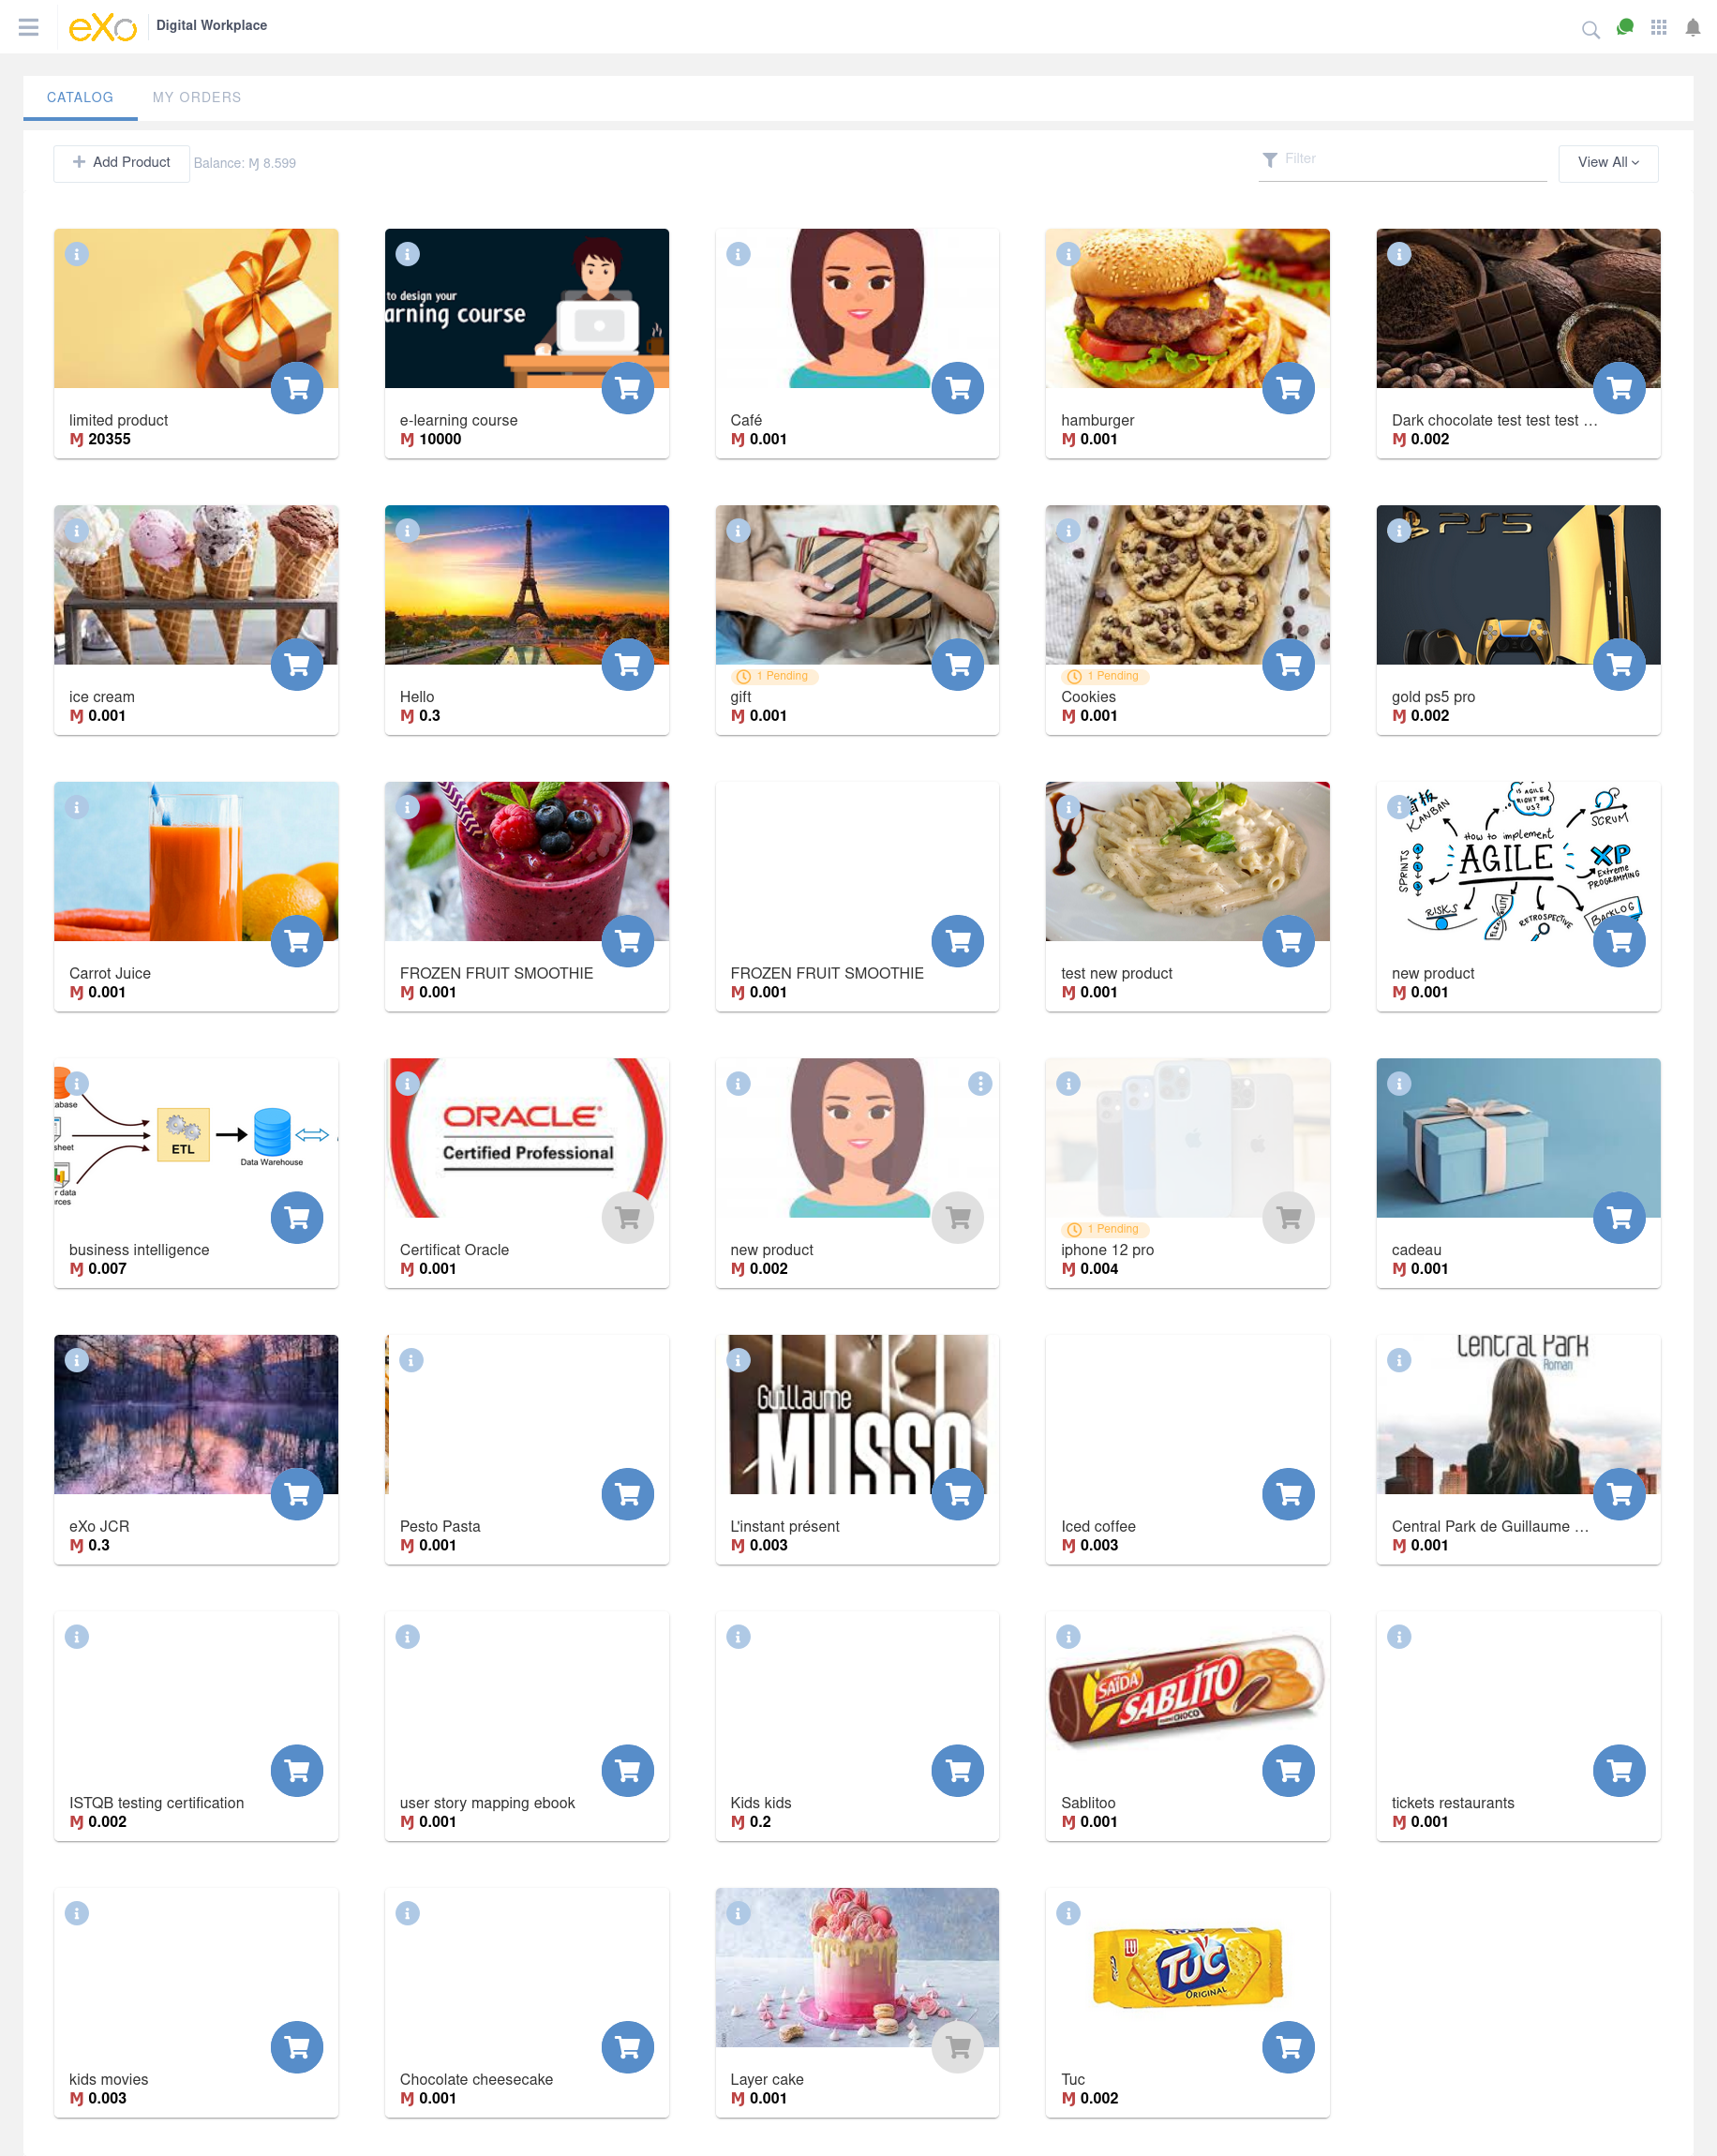 eXo
Digital Workplace
CATALOG
MY ORDERS
Add Product
Balance: Ɱ 8.599
Filter
View All
to design your
arning course
limited product
Ɱ 20355
e-learning course
Ɱ 10000
Café
Ɱ 0.001
hamburger
Ɱ 0.001
Dark chocolate test test test ...
Ɱ 0.002
PS5
ice cream
Ɱ 0.001
Hello
Ɱ 0.3
1 Pending
gift
Ɱ 0.001
1 Pending
Cookies
Ɱ 0.001
gold ps5 pro
Ɱ 0.002
KANBAN
IS AGILE
RIGHT FOR
US?
SCRUM
How to implement
AGILE
SPRINTS
XP
Extreme
PROGRAMMING
RISKS
RETROSPECTIVE
BACKLOG
Carrot Juice
Ɱ 0.001
FROZEN FRUIT SMOOTHIE
Ɱ 0.001
FROZEN FRUIT SMOOTHIE
Ɱ 0.001
test new product
Ɱ 0.001
new product
Ɱ 0.001
abase
sheet
ETL
Data Warehouse
r data
rces
ORACLE
Certified Professional
business intelligence
Ɱ 0.007
Certificat Oracle
Ɱ 0.001
new product
Ɱ 0.002
1 Pending
iphone 12 pro
Ɱ 0.004
cadeau
Ɱ 0.001
Guillaume
MUSSO
Central Park
Roman
eXo JCR
Ɱ 0.3
Pesto Pasta
Ɱ 0.001
L'instant présent
Ɱ 0.003
Iced coffee
Ɱ 0.003
Central Park de Guillaume ...
Ɱ 0.001
SAÏDA
SABLITO
CHOCO
ISTQB testing certification
Ɱ 0.002
user story mapping ebook
Ɱ 0.001
Kids kids
Ɱ 0.2
Sablitoo
Ɱ 0.001
tickets restaurants
Ɱ 0.001
LU
TUC
ORIGINAL
kids movies
Ɱ 0.003
Chocolate cheesecake
Ɱ 0.001
Layer cake
Ɱ 0.001
Tuc
Ɱ 0.002